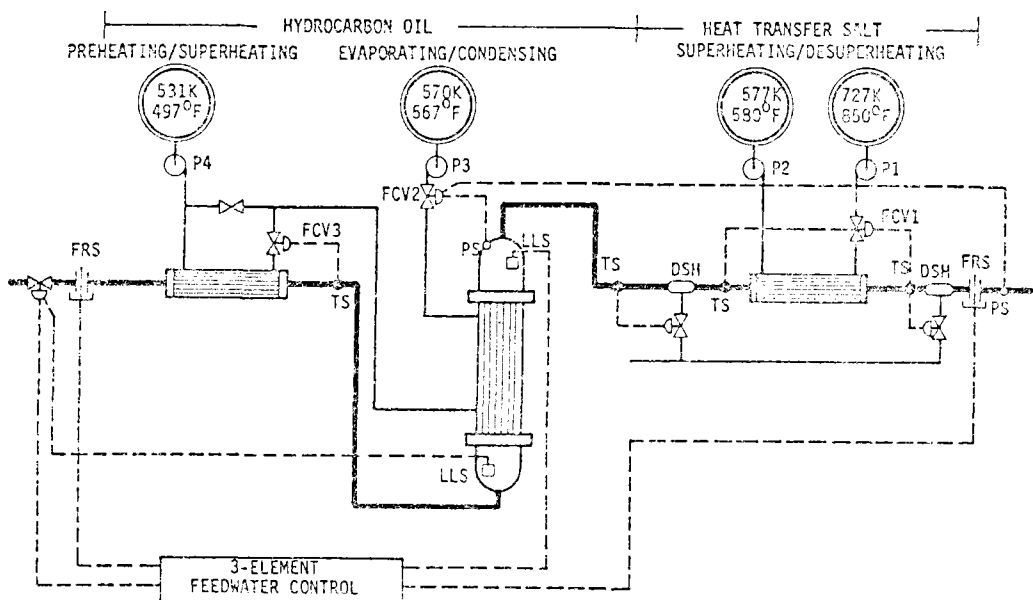 HYDROCARBON OIL
HEAT TRANSFER SALT
PREHEATING/SUPERHEATING
EVAPORATING/CONDENSING
SUPERHEATING/DESUPERHEATING
531K
497°F
570K
567°F
577K
580°F
727K
850°F
P4
P3
P2
P1
FCV2
FCV1
FCV3
FRS
PS
LLS
TS
DSH
TS
TS
DSH
FRS
TS
PS
LLS
3-ELEMENT
FEEDWATER CONTROL